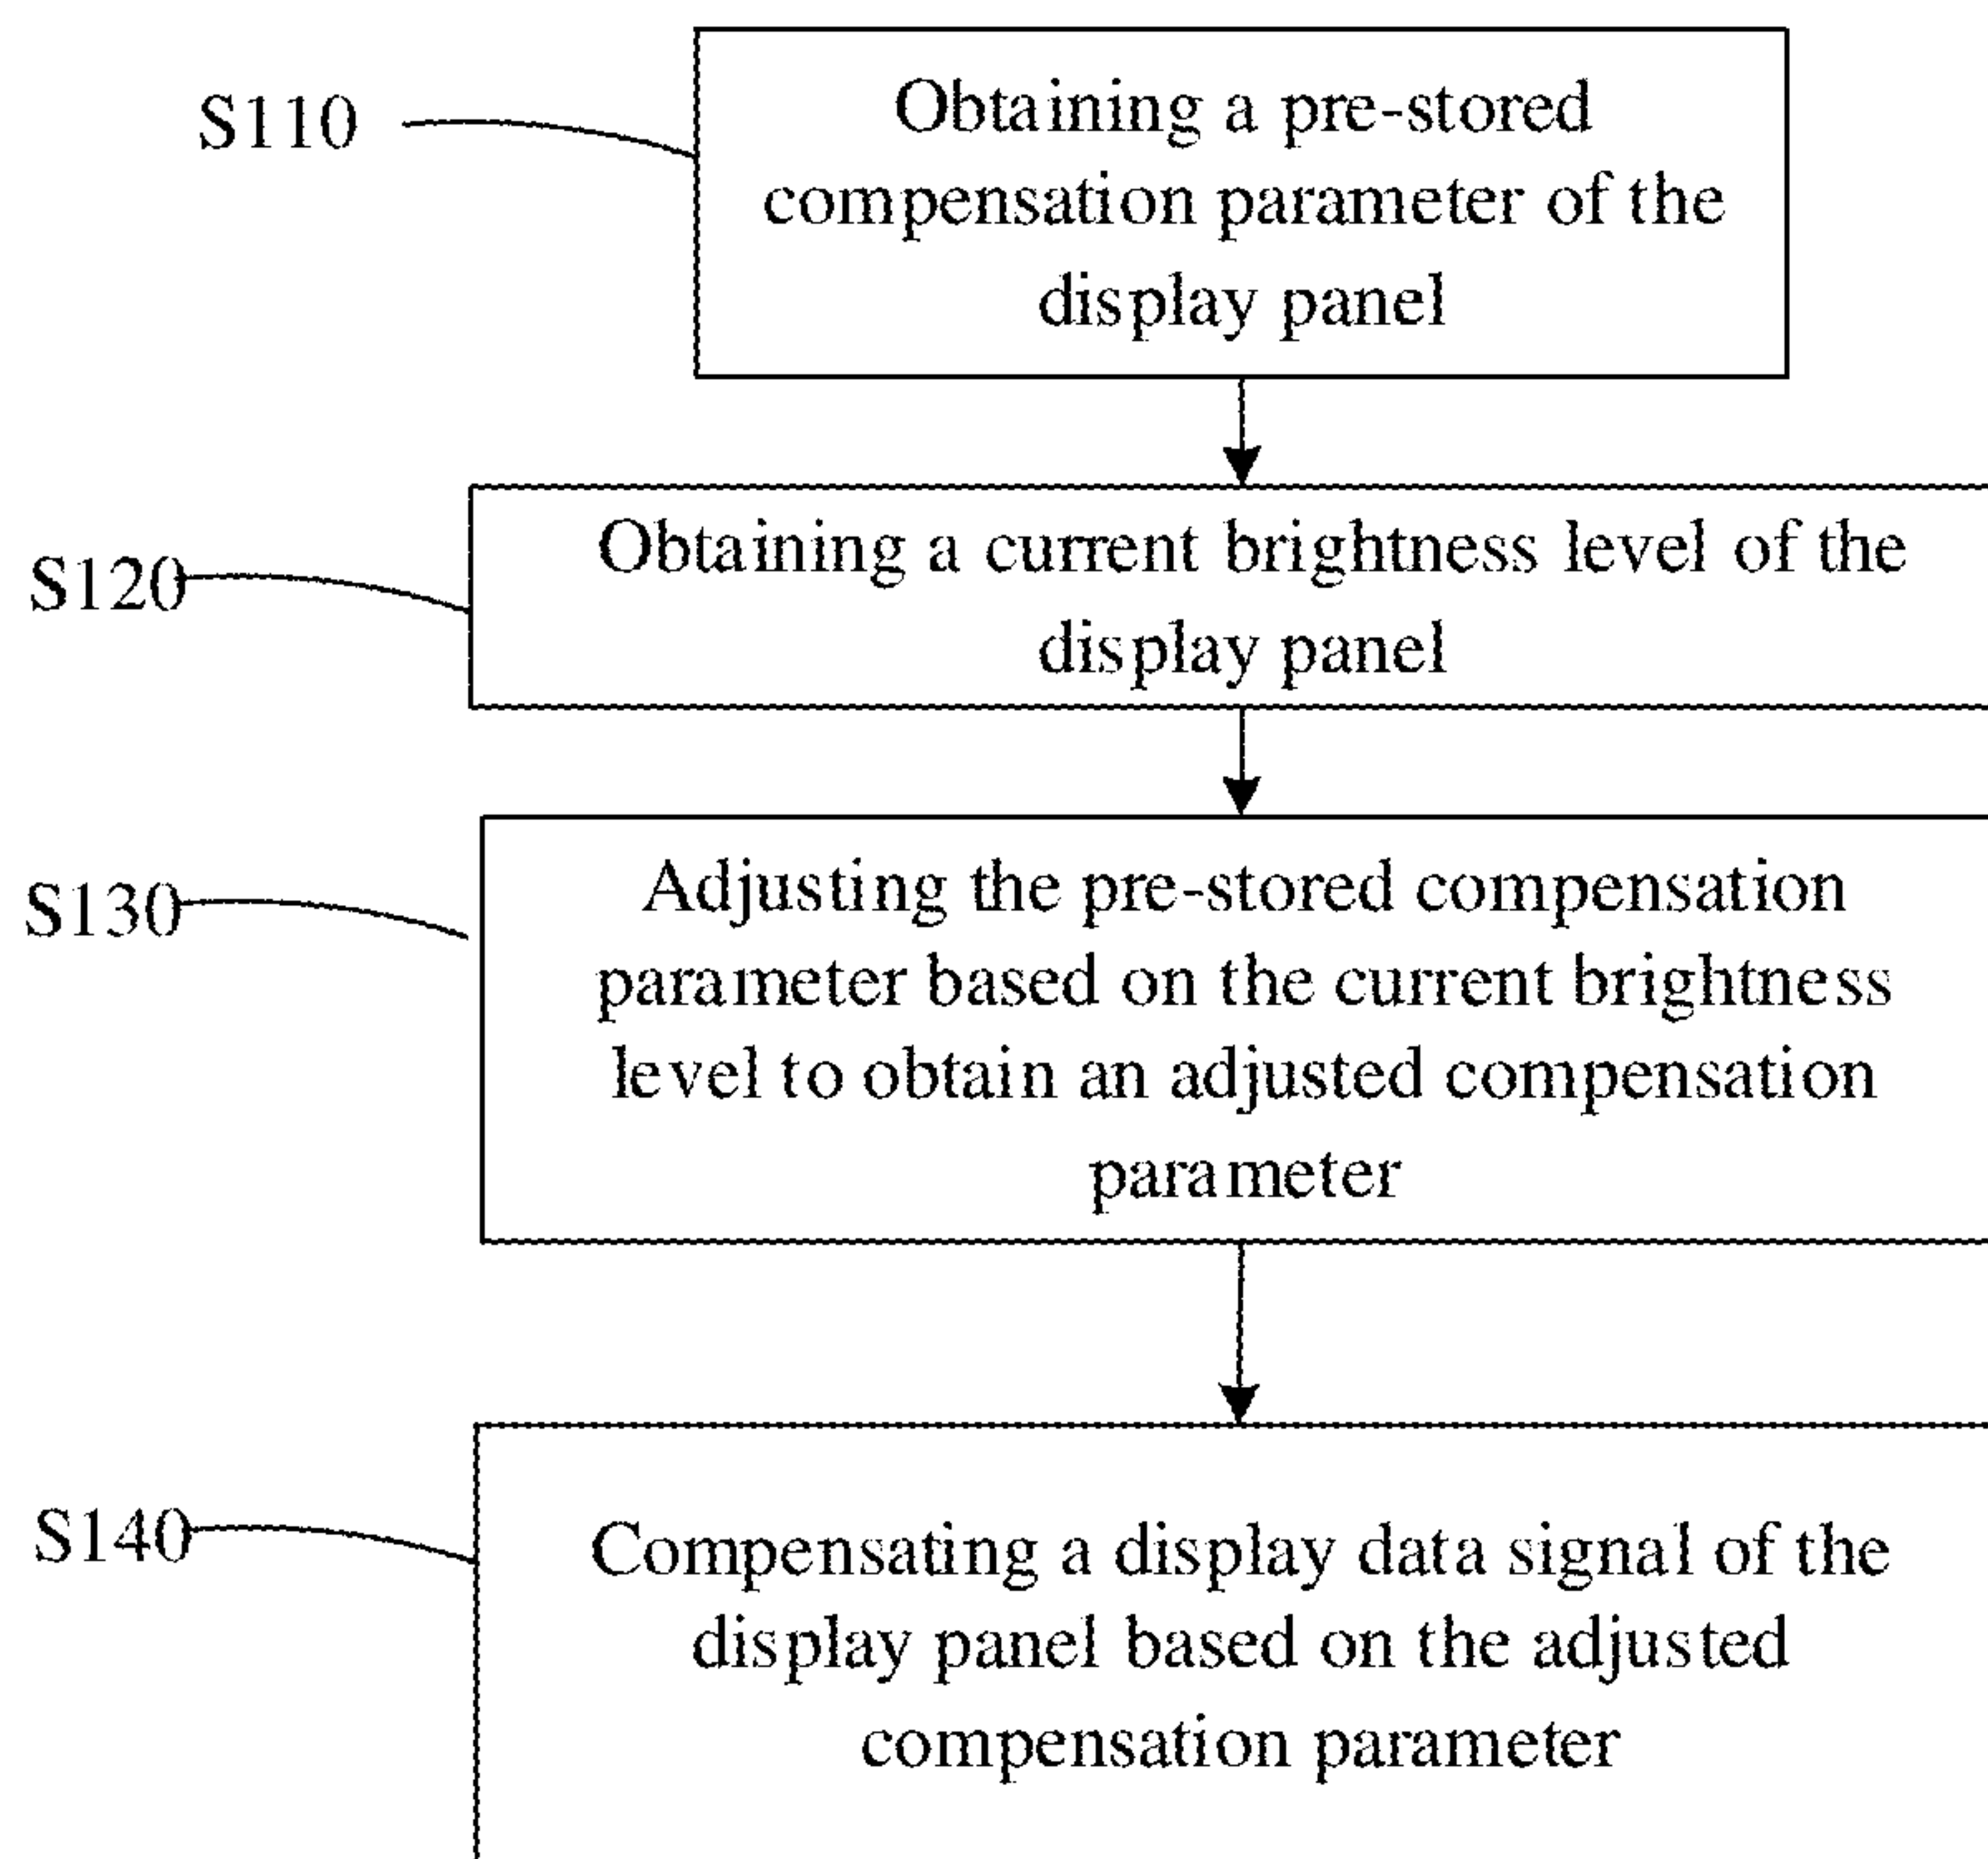 S110
Obtaining a pre-stored
compensation parameter of the
display panel
S120
Obtaining a current brightness level of the
display panel
S130
Adjusting the pre-stored compensation
parameter based on the current brightness
level to obtain an adjusted compensation
parameter
S140
Compensating a display data signal of the
display panel based on the adjusted
compensation parameter